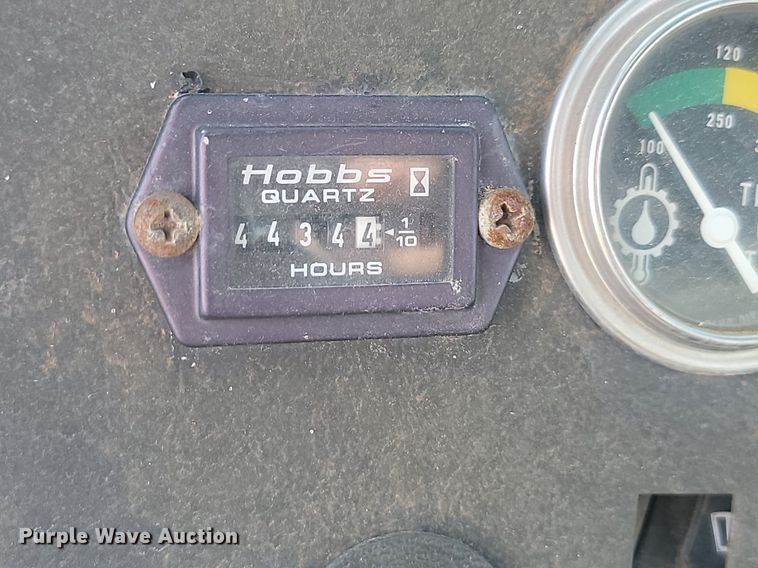 Hobbs
QUARTZ
4 4 3 4 4 1/10
HOURS
120
250
100
Purple Wave Auction